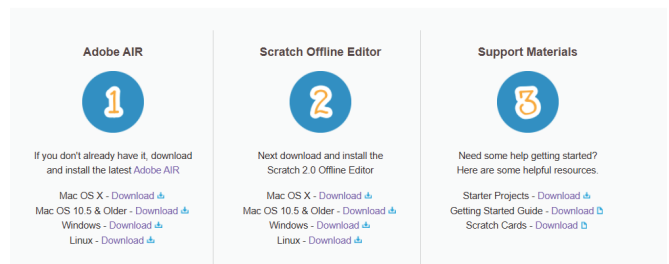 Adobe AIR
1
If you don't already have it, download
and install the latest Adobe AIR
Mac OS X - Download
Mac OS 10.5 & Older - Download
Windows - Download
Linux - Download
Scratch Offline Editor
2
Next download and install the
Scratch 2.0 Offline Editor
Mac OS X - Download
Mac OS 10.5 & Older - Download
Windows - Download
Linux - Download
Support Materials
3
Need some help getting started?
Here are some helpful resources.
Starter Projects - Download
Getting Started Guide - Download
Scratch Cards - Download